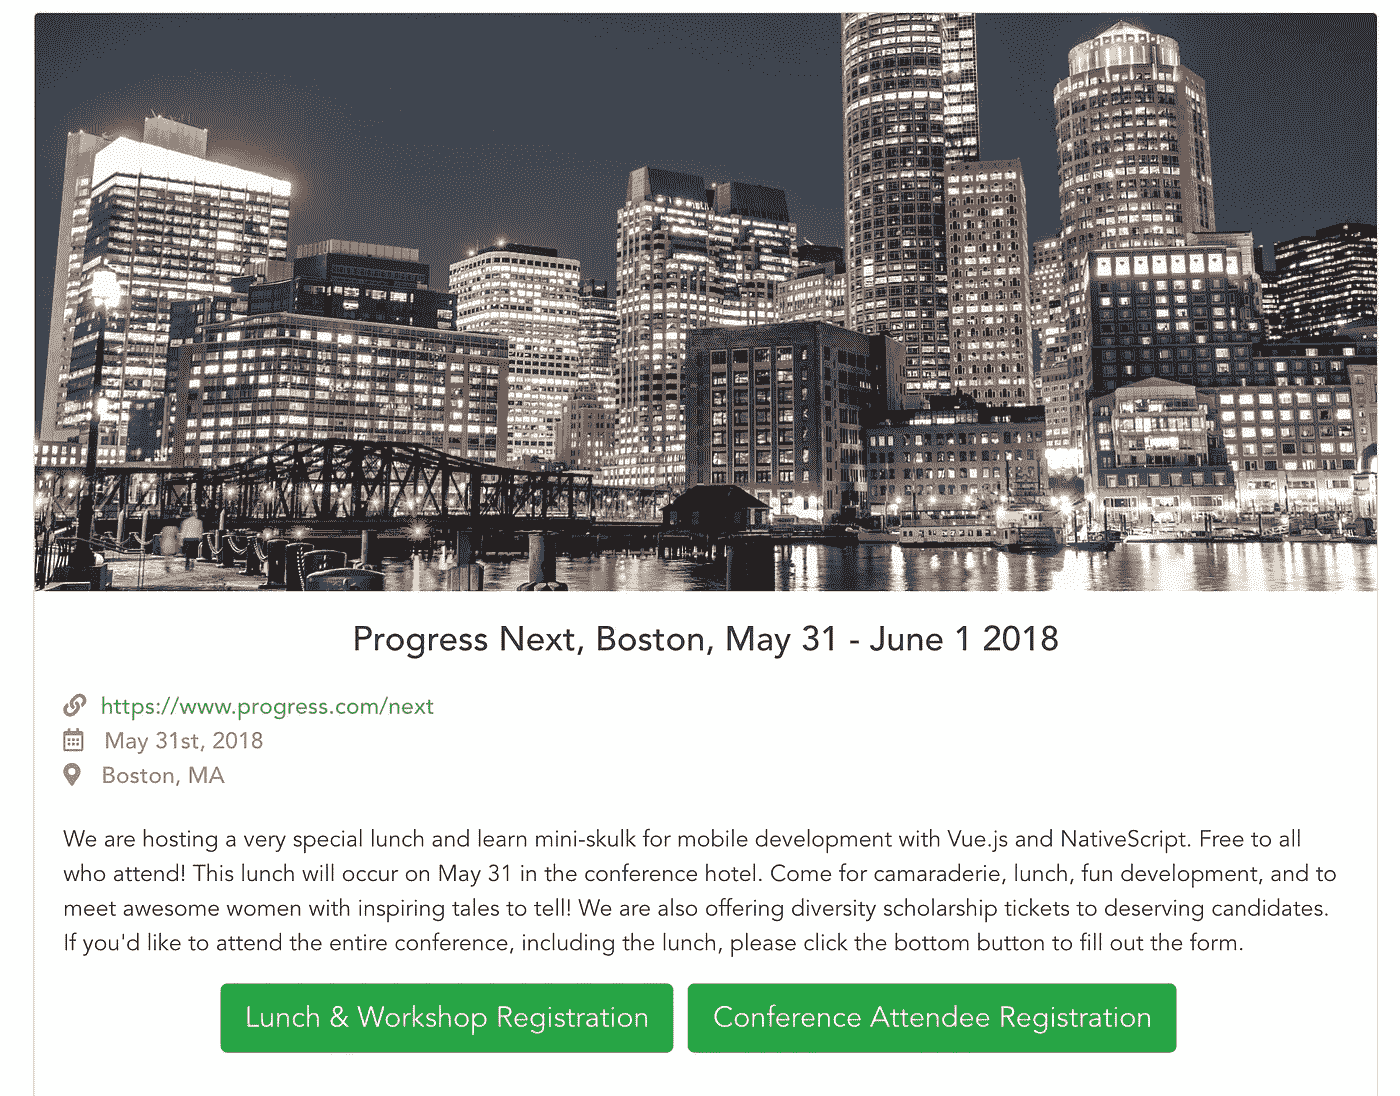 Progress Next, Boston, May 31 - June 1 2018
https://www.progress.com/next
May 31st, 2018
Boston, MA
We are hosting a very special lunch and learn mini-skulk for mobile development with Vue.js and NativeScript. Free to all
who attend! This lunch will occur on May 31 in the conference hotel. Come for camaraderie, lunch, fun development, and to
meet awesome women with inspiring tales to tell! We are also offering diversity scholarship tickets to deserving candidates.
If you'd like to attend the entire conference, including the lunch, please click the bottom button to fill out the form.
Lunch & Workshop Registration
Conference Attendee Registration